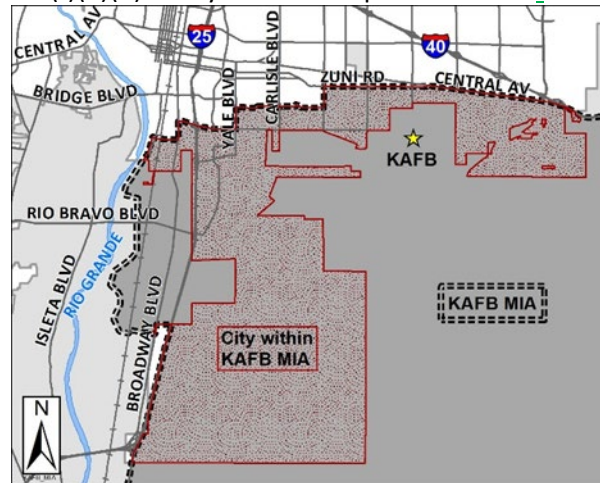 25
40
CENTRAL AV
BRIDGE BLVD
YALE BLVD
CARLISLE BLVD
ZUNI RD
CENTRAL AV
KAFB
RIO BRAVO BLVD
ISLETA BLVD
RIO GRANDE
BROADWAY BLVD
KAFB MIA
City within
KAFB MIA
N